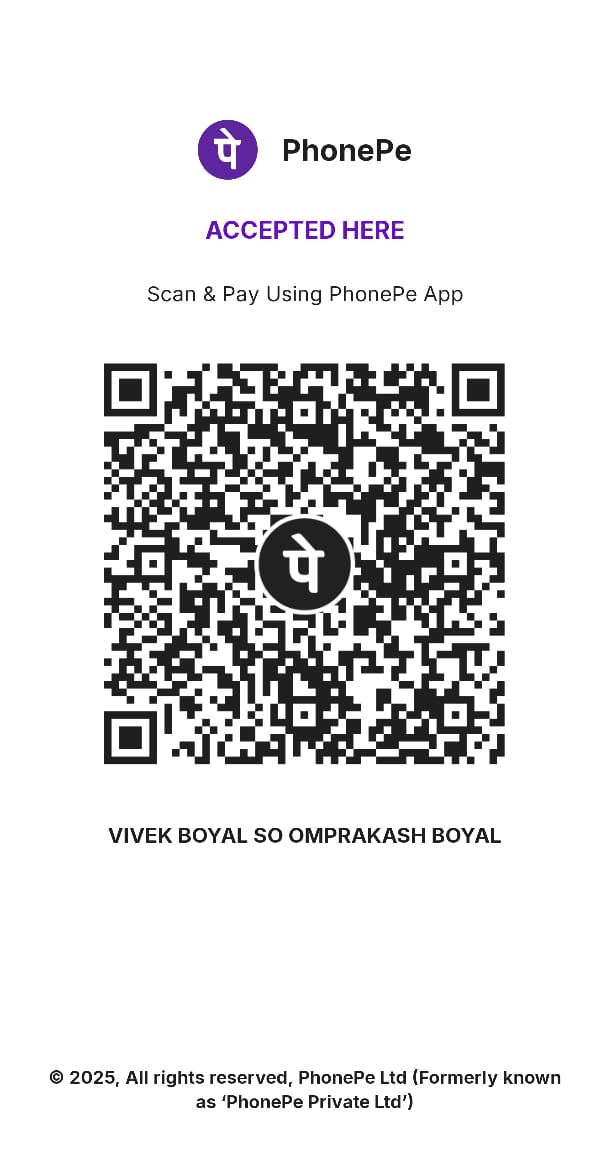 पे PhonePe
ACCEPTED HERE
Scan & Pay Using PhonePe App
पे
VIVEK BOYAL SO OMPRAKASH BOYAL
© 2025, All rights reserved, PhonePe Ltd (Formerly known
as ‘PhonePe Private Ltd’)